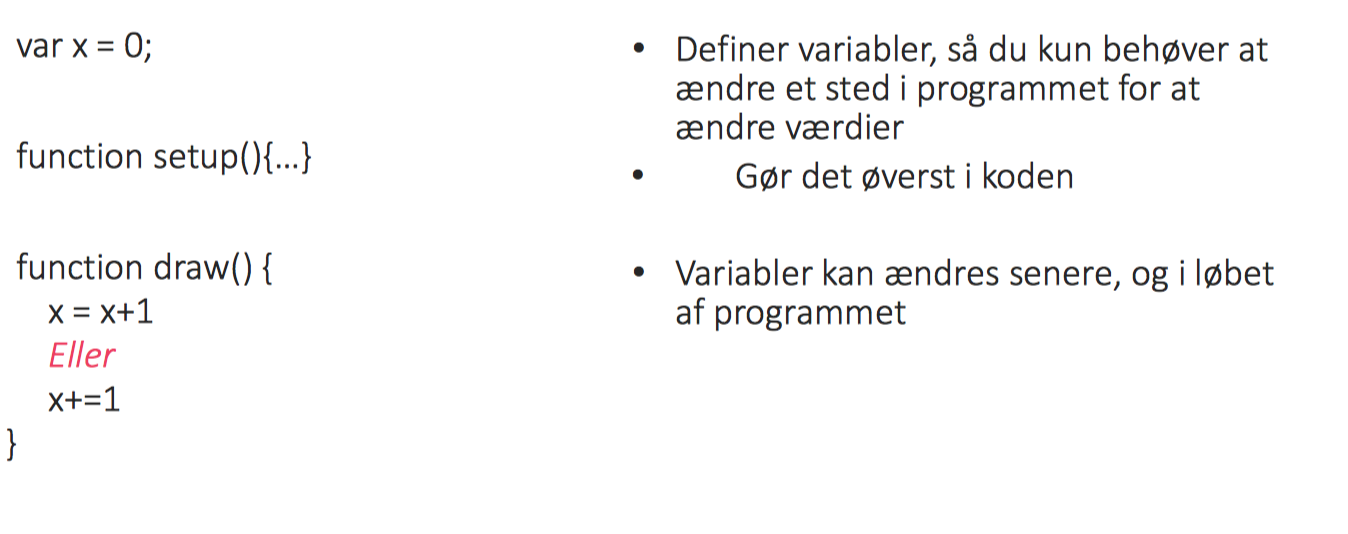 var x = 0;
function setup(){...}
function draw() {
x = x+1
Eller
x+=1
}
• Definer variabler, så du kun behøver at
ændre et sted i programmet for at
ændre værdier
• Gør det øverst i koden
• Variabler kan ændres senere, og i løbet
af programmet